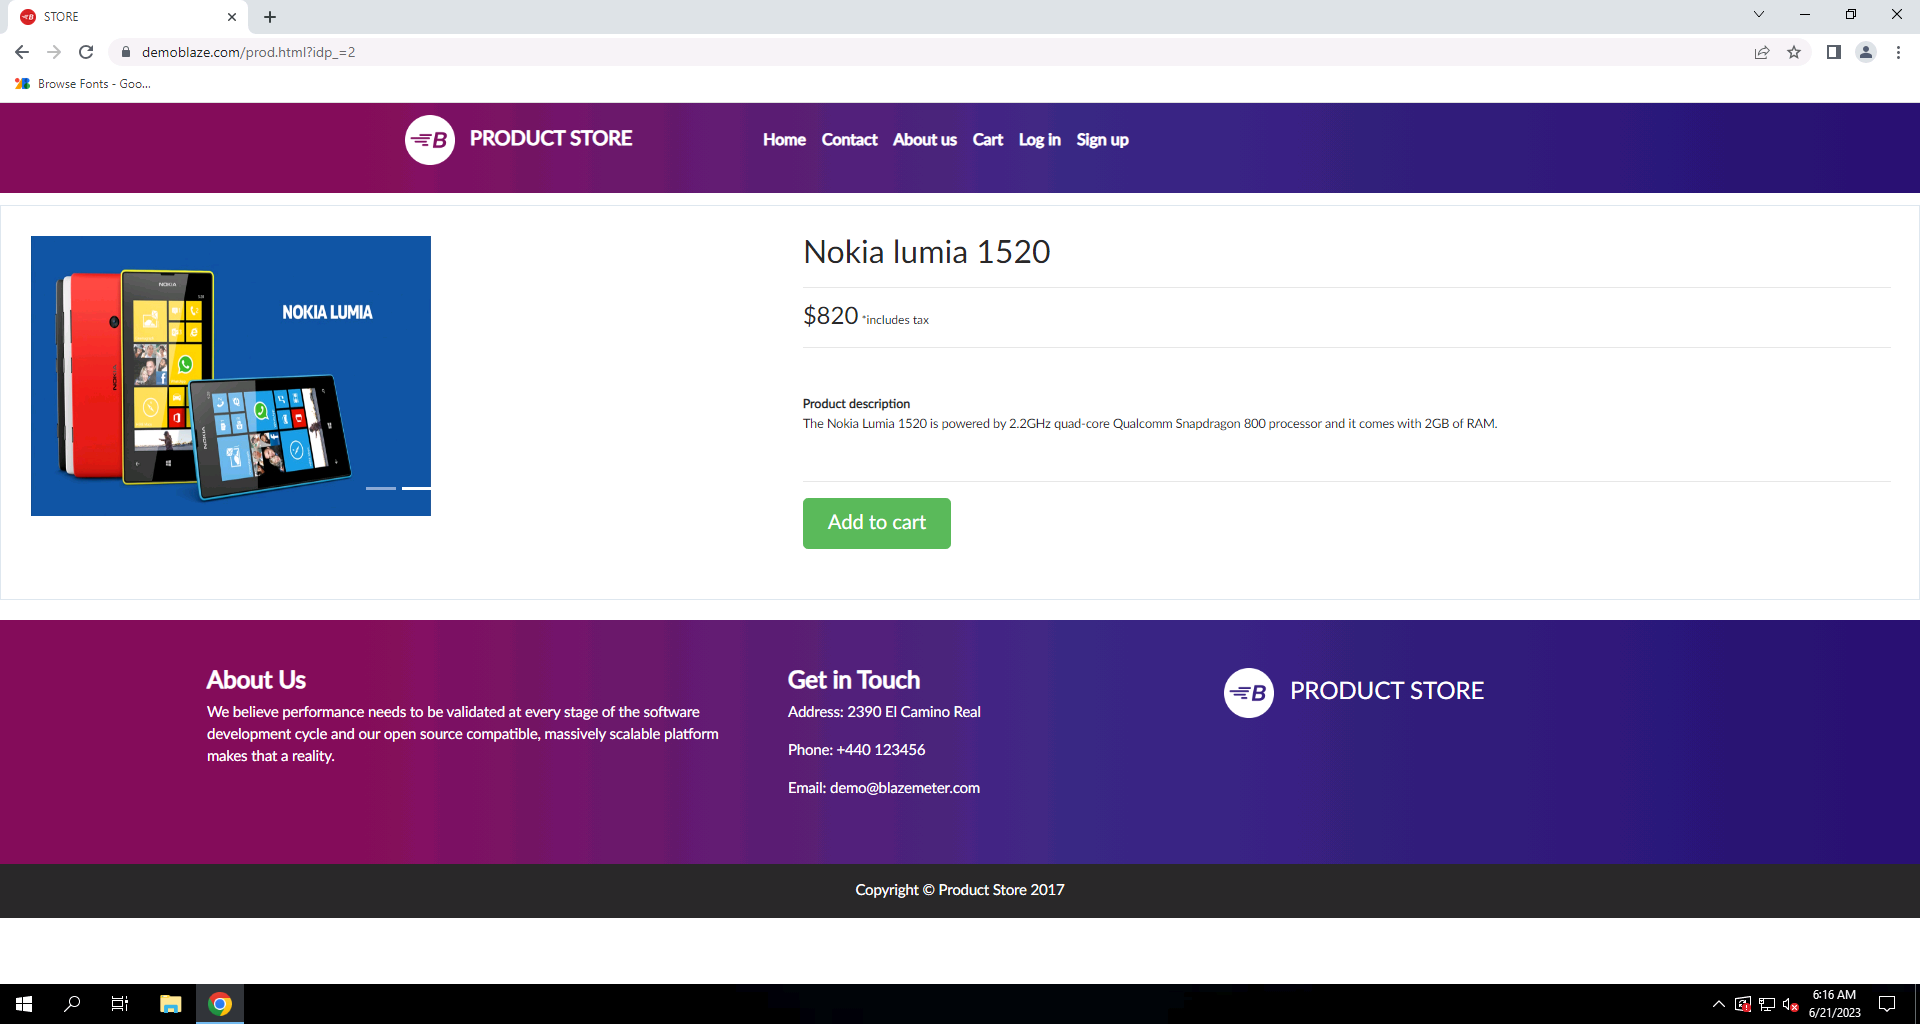 STORE
demoblaze.com/prod.html?idp_=2
Browse Fonts - Goo...
B PRODUCT STORE
Home Contact About us Cart Log in Sign up
Nokia lumia 1520
NOKIA LUMIA
NOKIA
$820 *includes tax
Product description
The Nokia Lumia 1520 is powered by 2.2GHz quad-core Qualcomm Snapdragon 800 processor and it comes with 2GB of RAM.
Add to cart
About Us
We believe performance needs to be validated at every stage of the software
development cycle and our open source compatible, massively scalable platform
makes that a reality.
Get in Touch
Address: 2390 El Camino Real
Phone: +440 123456
Email: demo@blazemeter.com
B PRODUCT STORE
Copyright © Product Store 2017
6:16 AM
6/21/2023